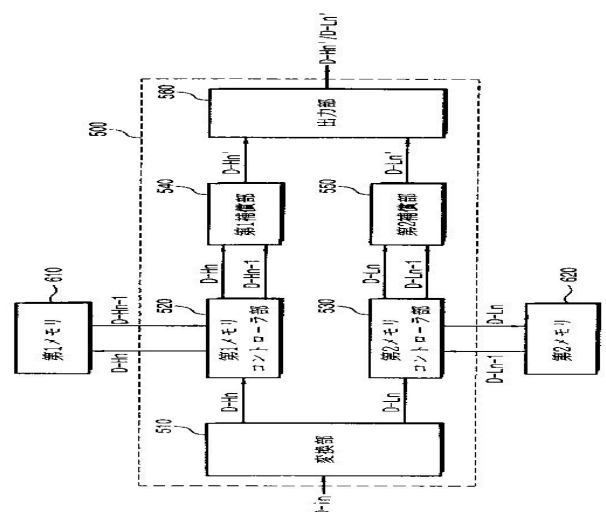 500
610
第1メモリ
D-Hn
D-Hn-1
510
520
540
560
D-in
変換部
D-Hn
第1メモリ
コントローラ部
D-Hn
D-Hn-1
第1補償部
D-Hn'
出力部
D-Hn'/D-Ln'
530
550
D-Ln
第2メモリ
コントローラ部
D-Ln
D-Ln-1
第2補償部
D-Ln'
D-Ln-1
D-Ln
第2メモリ
620